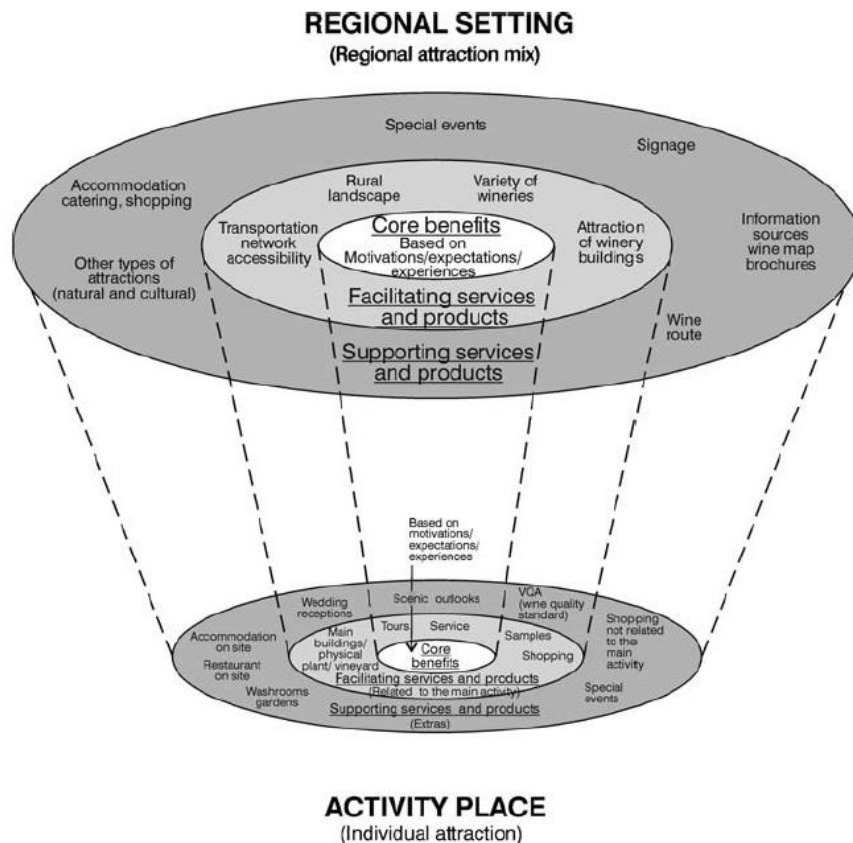 REGIONAL SETTING
(Regional attraction mix)
Special events
Signage
Accommodation
catering, shopping
Rural
landscape
Variety of
wineries
Transportation
network
accessibility
Core benefits
Based on
Motivations/expectations/
experiences
Attraction
of winery
buildings
Information
sources
wine map
brochures
Other types of
attractions
(natural and cultural)
Facilitating services
and products
Wine
route
Supporting services
and products
Based on
motivations/
expectations/
experiences
Wedding
receptions
Scenic outlooks
VQA
(wine quality
standard)
Shopping
not related
to the
main
activity
Accommodation
on site
Main
buildings/
physical
plant/ vineyard
Tours
Service
Samples
Core
benefits
Shopping
Restaurant
on site
Facilitating services and products
(Related to the main activity)
Washrooms
gardens
Special
events
Supporting services and products
(Extras)
ACTIVITY PLACE
(Individual attraction)